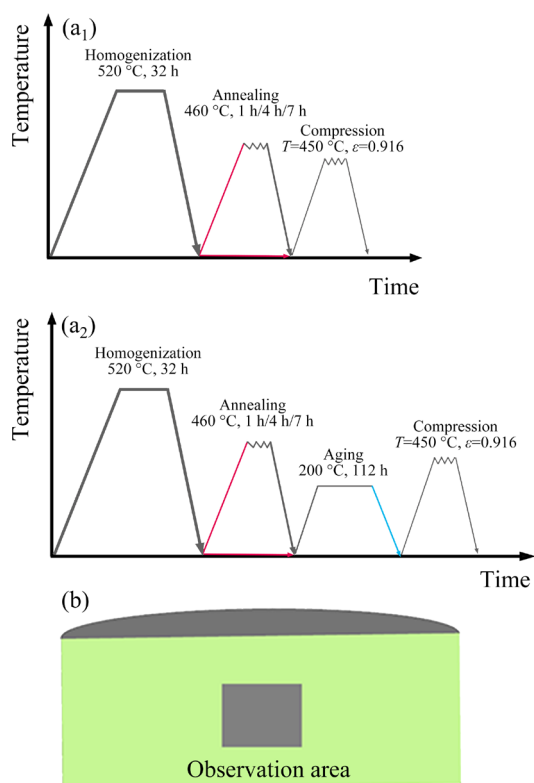 (a1)
Temperature
Homogenization
520 °C, 32 h
Annealing
460 °C, 1 h/4 h/7 h
Compression
T=450 °C, ε=0.916
Time
(a2)
Temperature
Homogenization
520 °C, 32 h
Annealing
460 °C, 1 h/4 h/7 h
Aging
200 °C, 112 h
Compression
T=450 °C, ε=0.916
Time
(b)
Observation area